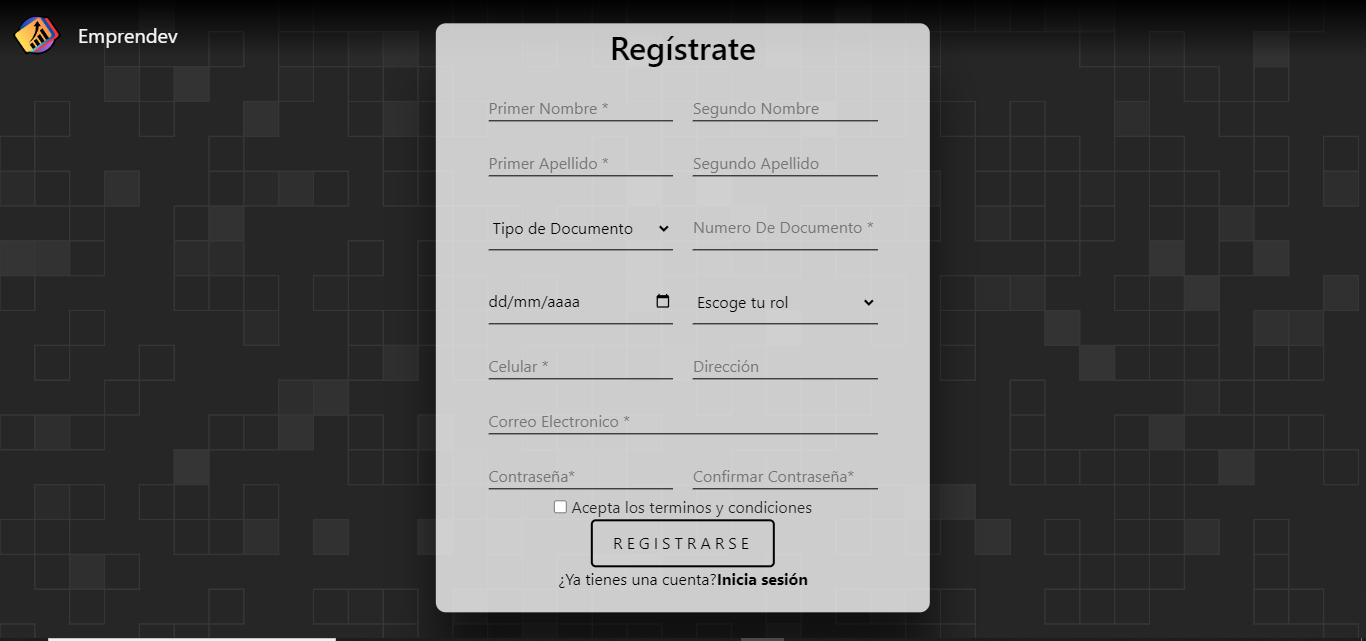 Emprendev
Regístrate
Primer Nombre * Segundo Nombre
Primer Apellido * Segundo Apellido
Tipo de Documento Numero De Documento *
dd/mm/aaaa Escoge tu rol
Celular * Dirección
Correo Electronico *
Contraseña* Confirmar Contraseña*
Acepta los terminos y condiciones
REGISTRARSE
¿Ya tienes una cuenta?Inicia sesión